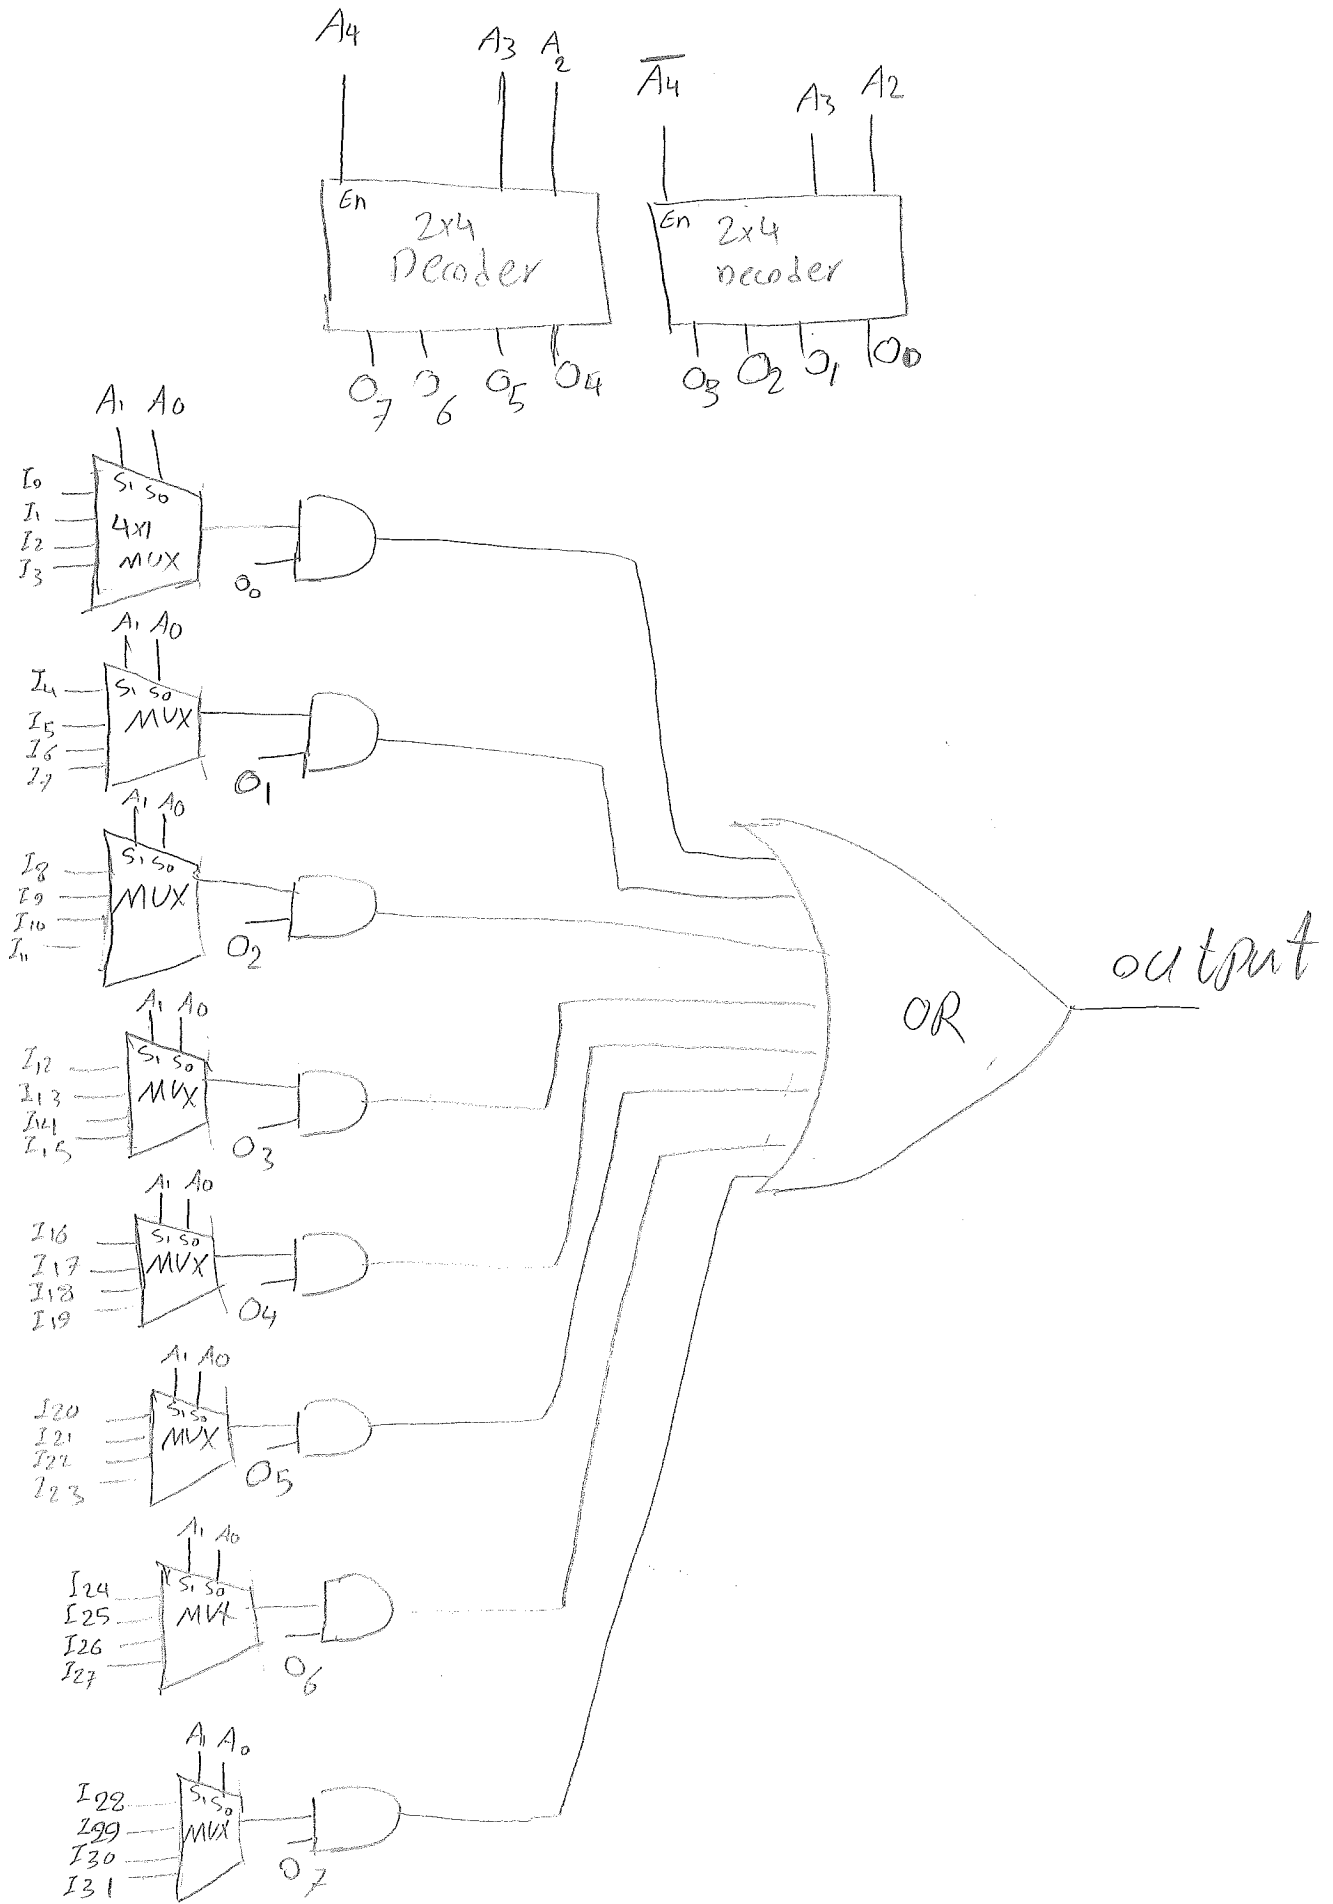 A4 A3 A2 A̅4̅ A3 A2
En 2x4 Decoder En 2x4 Decoder
O7 O6 O5 O4 O3 O2 O1 O0
A1 A0
I0 S1 S0
I1 4x1
I2 MUX
I3 O0
A1 A0
I4 S1 S0
I5 MUX
I6
I7 O1
A1 A0
I8 S1 S0
I9 MUX
I10
I11 O2
output
OR
A1 A0
I12 S1 S0
I13 MUX
I14
I15 O3
A1 A0
I16 S1 S0
I17 MUX
I18
I19 O4
A1 A0
I20 S1 S0
I21 MUX
I22
I23 O5
A1 A0
I24 S1 S0
I25 MUX
I26
I27 O6
A1 A0
I28 S1 S0
I29 MUX
I30
I31 O7